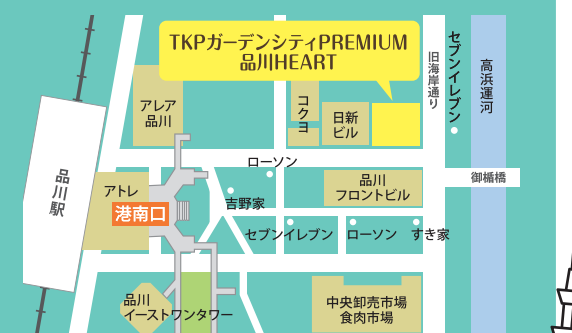 TKPガーデンシティPREMIUM
品川HEART
旧海岸通り
セブンイレブン
高浜運河
アレア
品川
コクヨ
日新
ビル
ローソン
品川駅
アトレ
港南口
吉野家
品川
フロントビル
御楯橋
セブンイレブン
ローソン
すき家
品川
イーストワンタワー
中央卸売市場
食肉市場